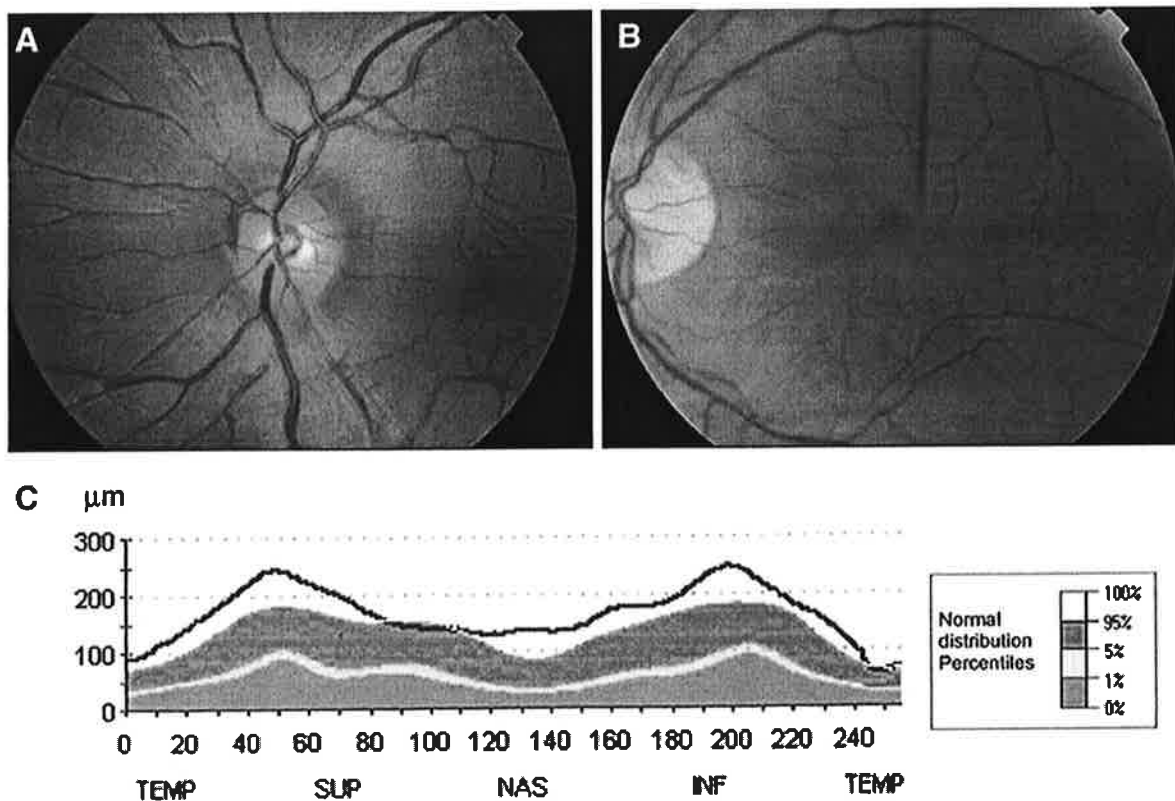 A
B
C μm
300
200
100
0
0 20 40 60 80 100 120 140 160 180 200 220 240
TEMP SUP NAS INF TEMP
Normal
distribution
Percentiles
100%
95%
5%
1%
0%